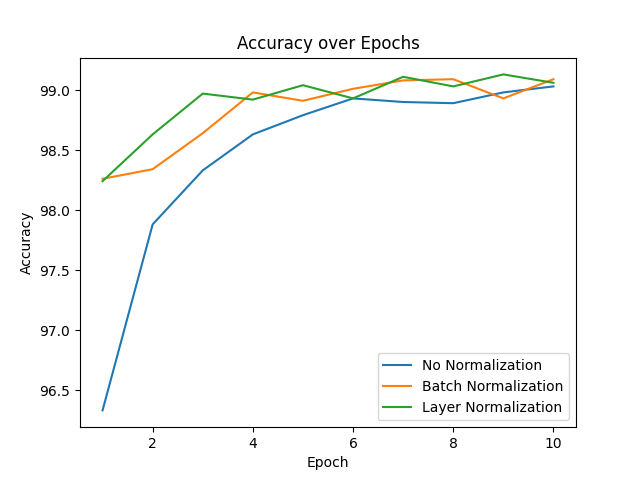 Accuracy over Epochs
Accuracy
99.0
98.5
98.0
97.5
97.0
96.5
2
4
6
8
10
Epoch
No Normalization
Batch Normalization
Layer Normalization